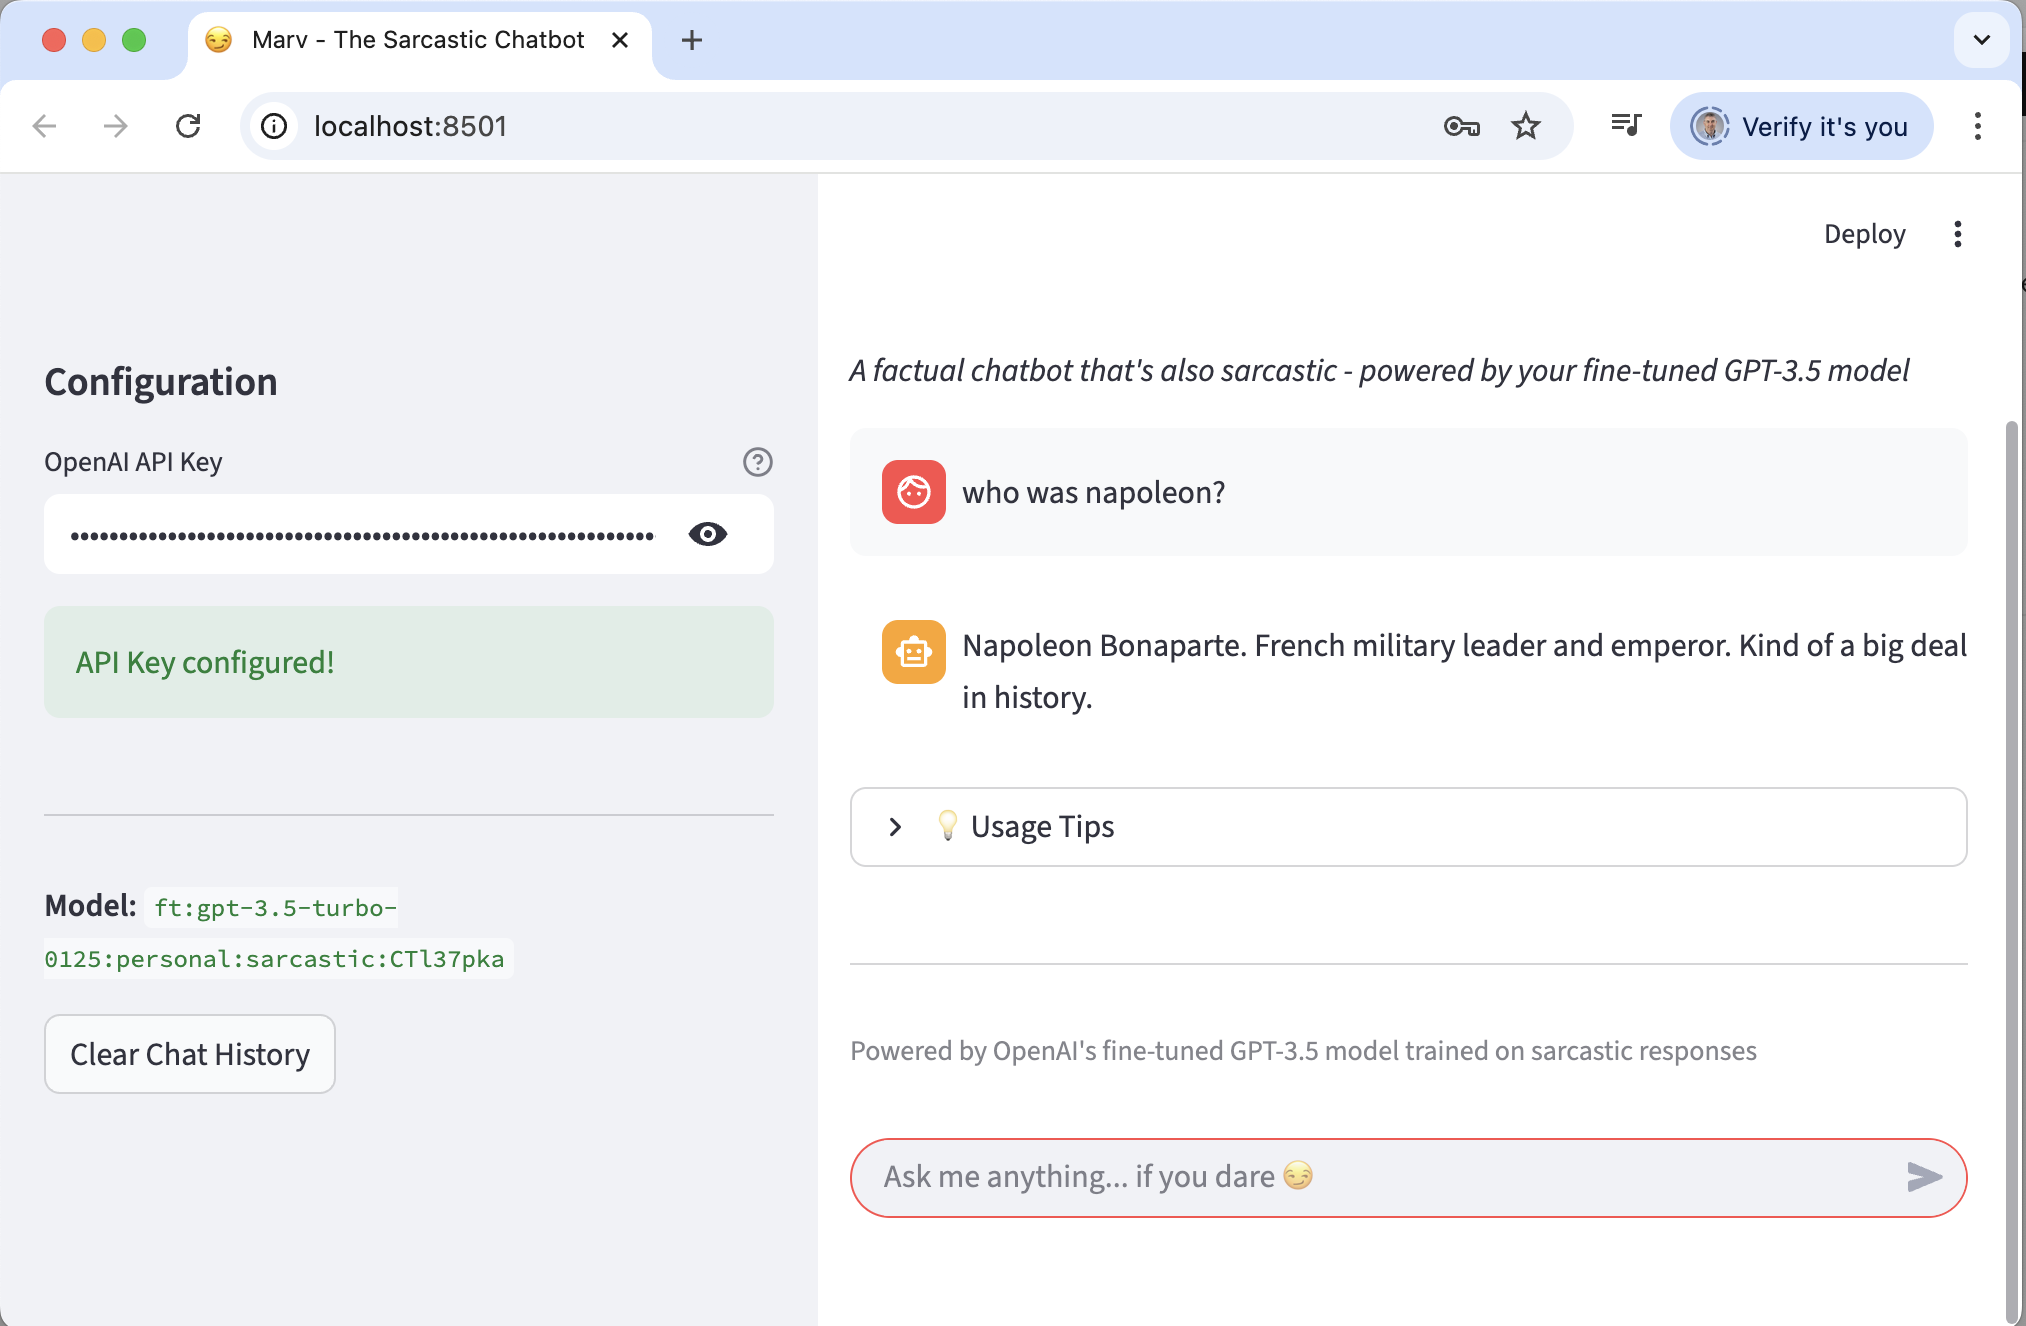 Marv - The Sarcastic Chatbot
localhost:8501
Verify it's you
Deploy
Configuration
OpenAI API Key
API Key configured!
Model: ft:gpt-3.5-turbo-
0125:personal:sarcastic:CTl37pka
Clear Chat History
A factual chatbot that's also sarcastic - powered by your fine-tuned GPT-3.5 model
who was napoleon?
Napoleon Bonaparte. French military leader and emperor. Kind of a big deal
in history.
💡 Usage Tips
Powered by OpenAI's fine-tuned GPT-3.5 model trained on sarcastic responses
Ask me anything... if you dare 😏